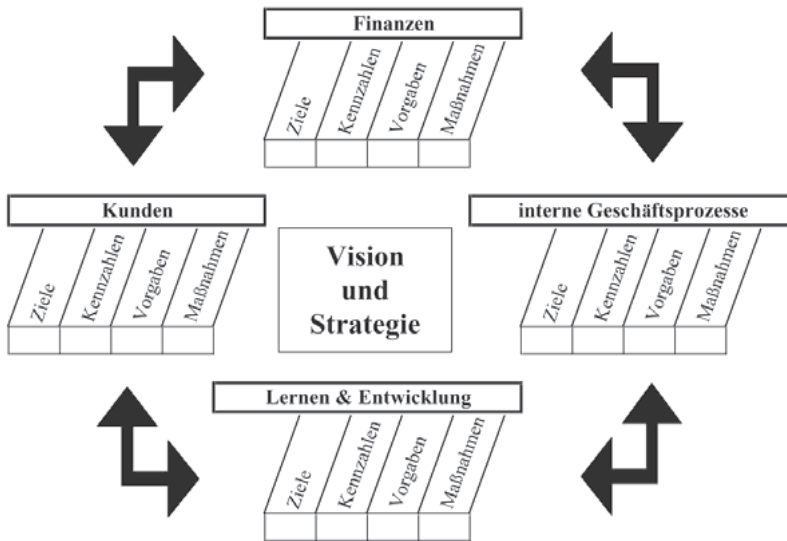 Finanzen
Ziele
Kennzahlen
Vorgaben
Maßnahmen
Kunden
Ziele
Kennzahlen
Vorgaben
Maßnahmen
Vision
und
Strategie
interne Geschäftsprozesse
Ziele
Kennzahlen
Vorgaben
Maßnahmen
Lernen & Entwicklung
Ziele
Kennzahlen
Vorgaben
Maßnahmen